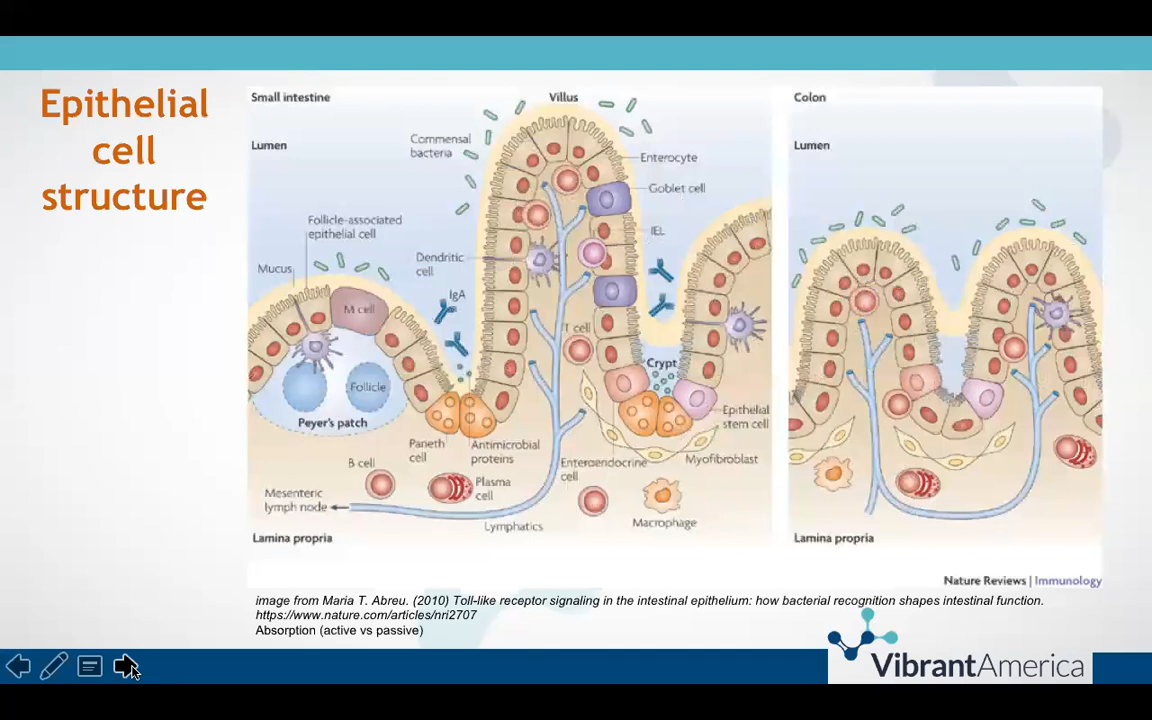 Epithelial
cell
structure
Small intestine
Villus
Colon
Lumen
Commensal
bacteria
Lumen
Enterocyte
Goblet cell
Follicle-associated
epithelial cell
IEL
Mucus
Dendritic
cell
IgA
M cell
T cell
Crypt
Follicle
Peyer's patch
Epithelial
stem cell
Paneth
cell
Antimicrobial
proteins
B cell
Plasma
cell
Enteroendocrine
cell
Myofibroblast
Mesenteric
lymph node
Lymphatics
Macrophage
Lamina propria
Lamina propria
Nature Reviews | Immunology
image from Maria T. Abreu. (2010) Toll-like receptor signaling in the intestinal epithelium: how bacterial recognition shapes intestinal function.
https://www.nature.com/articles/nri2707
Absorption (active vs passive)
VibrantAmerica